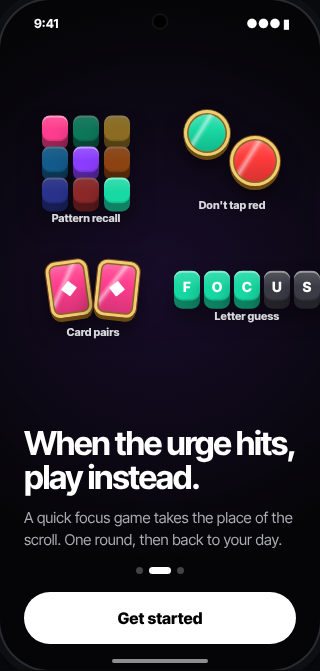 9:41
Pattern recall
Don't tap red
Card pairs
FOCUS
Letter guess
When the urge hits,
play instead.
A quick focus game takes the place of the
scroll. One round, then back to your day.
Get started